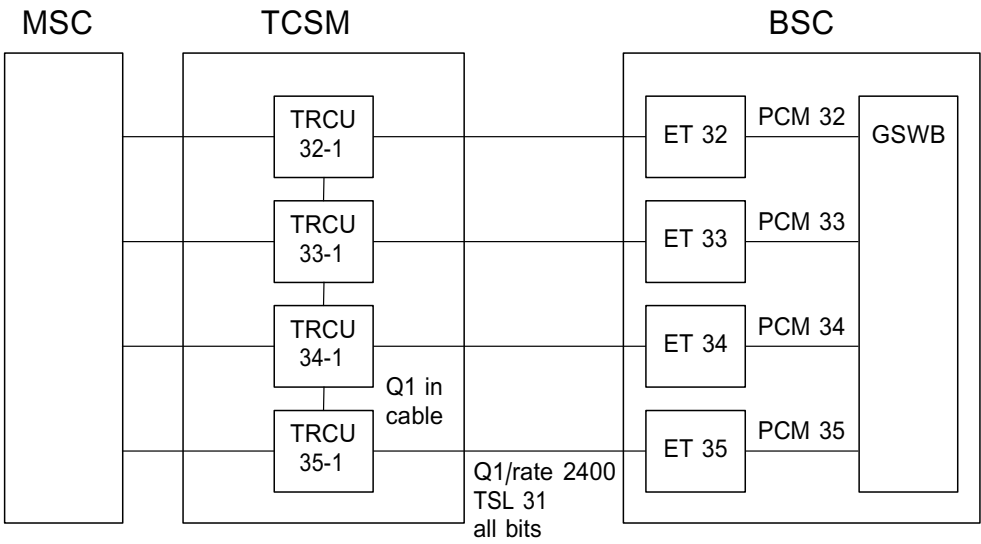 MSC
TCSM
BSC
TRCU
32-1
ET 32
PCM 32
GSWB
TRCU
33-1
ET 33
PCM 33
TRCU
34-1
ET 34
PCM 34
Q1 in
cable
TRCU
35-1
ET 35
PCM 35
Q1/rate 2400
TSL 31
all bits